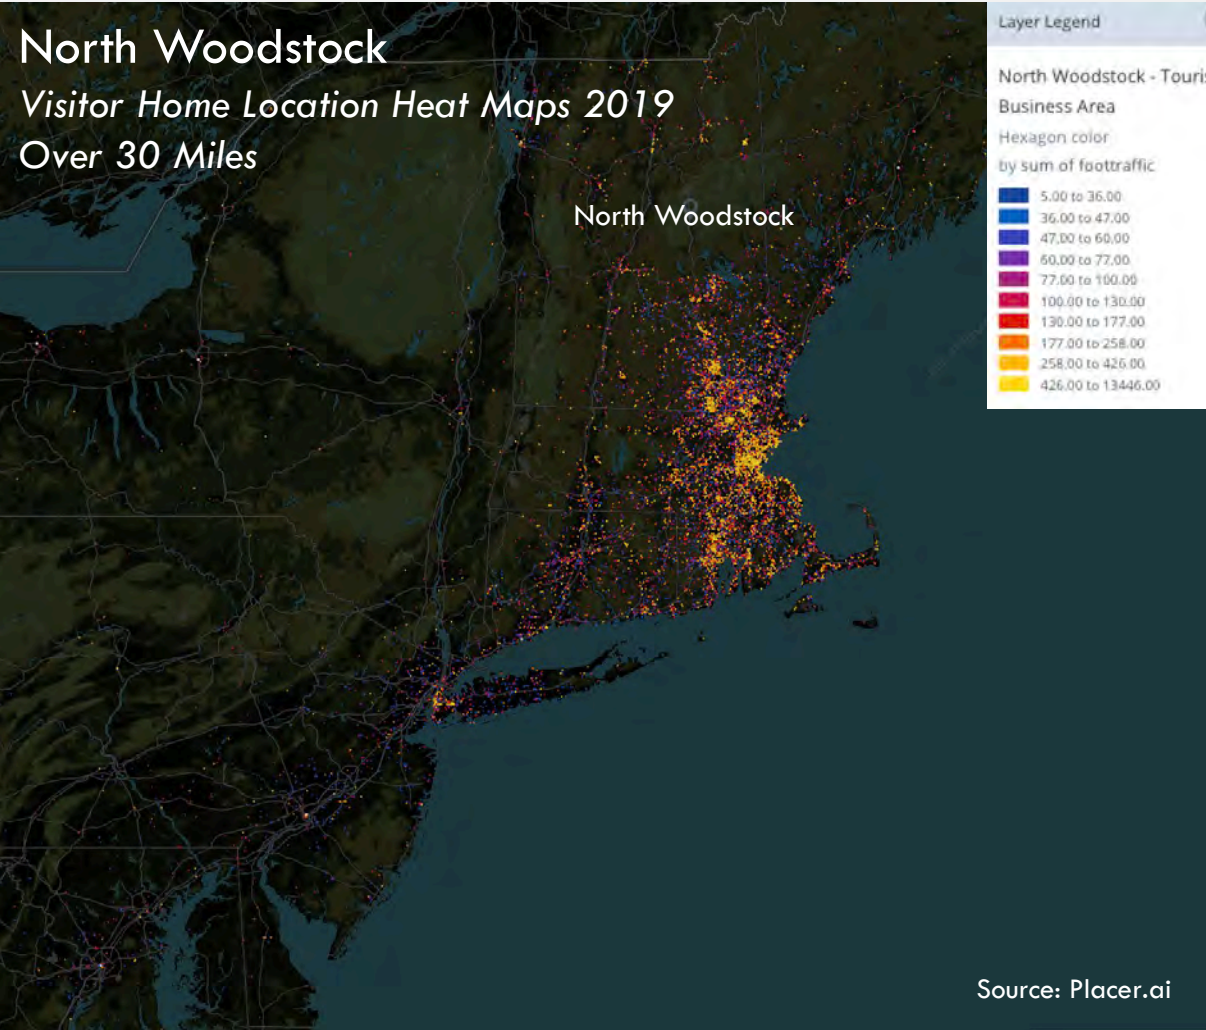 North Woodstock
Visitor Home Location Heat Maps 2019
Over 30 Miles
North Woodstock
Layer Legend
North Woodstock - Touris
Business Area
Hexagon color
by sum of foottraffic
5.00 to 36.00
36.00 to 47.00
47.00 to 60.00
60.00 to 77.00
77.00 to 100.00
100.00 to 130.00
130.00 to 177.00
177.00 to 258.00
258.00 to 426.00
426.00 to 13446.00
Source: Placer.ai